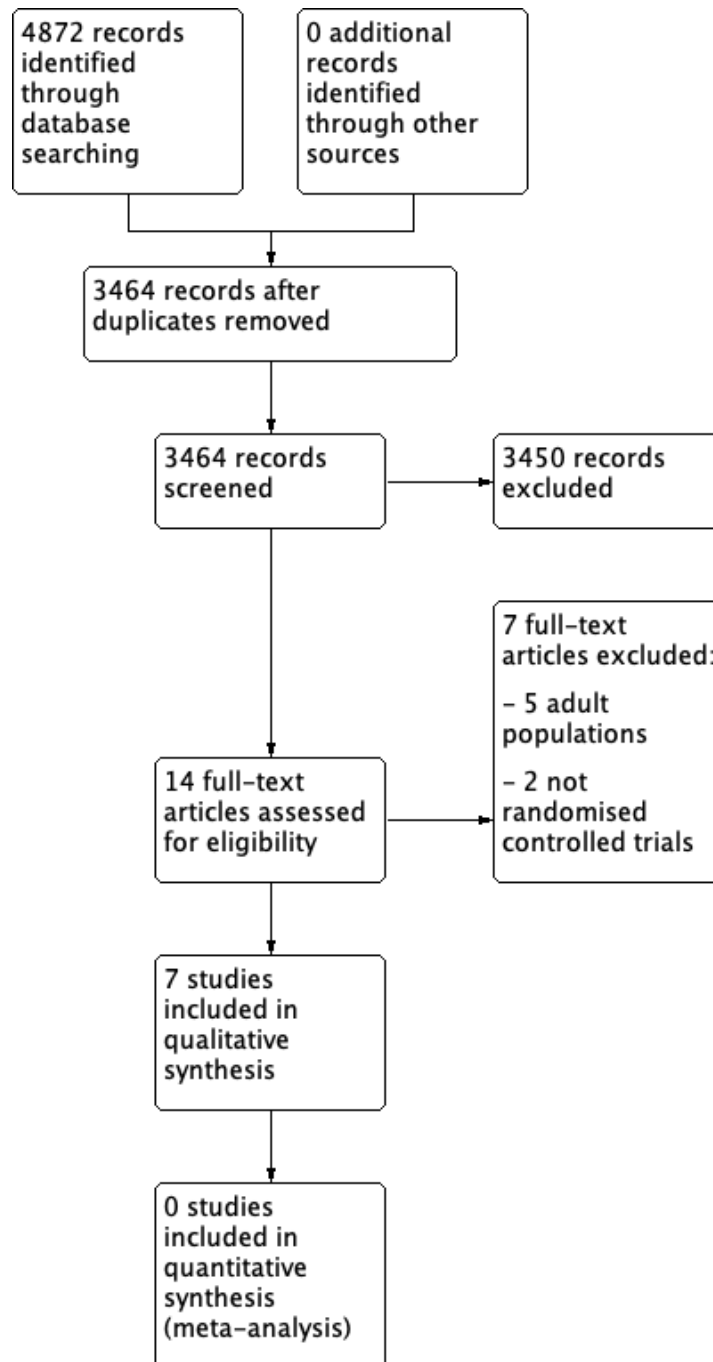 4872 records
identified
through
database
searching
0 additional
records
identified
through other
sources
3464 records after
duplicates removed
3464 records
screened
3450 records
excluded
7 full-text
articles excluded:
- 5 adult
populations
- 2 not
randomised
controlled trials
14 full-text
articles assessed
for eligibility
7 studies
included in
qualitative
synthesis
0 studies
included in
quantitative
synthesis
(meta-analysis)